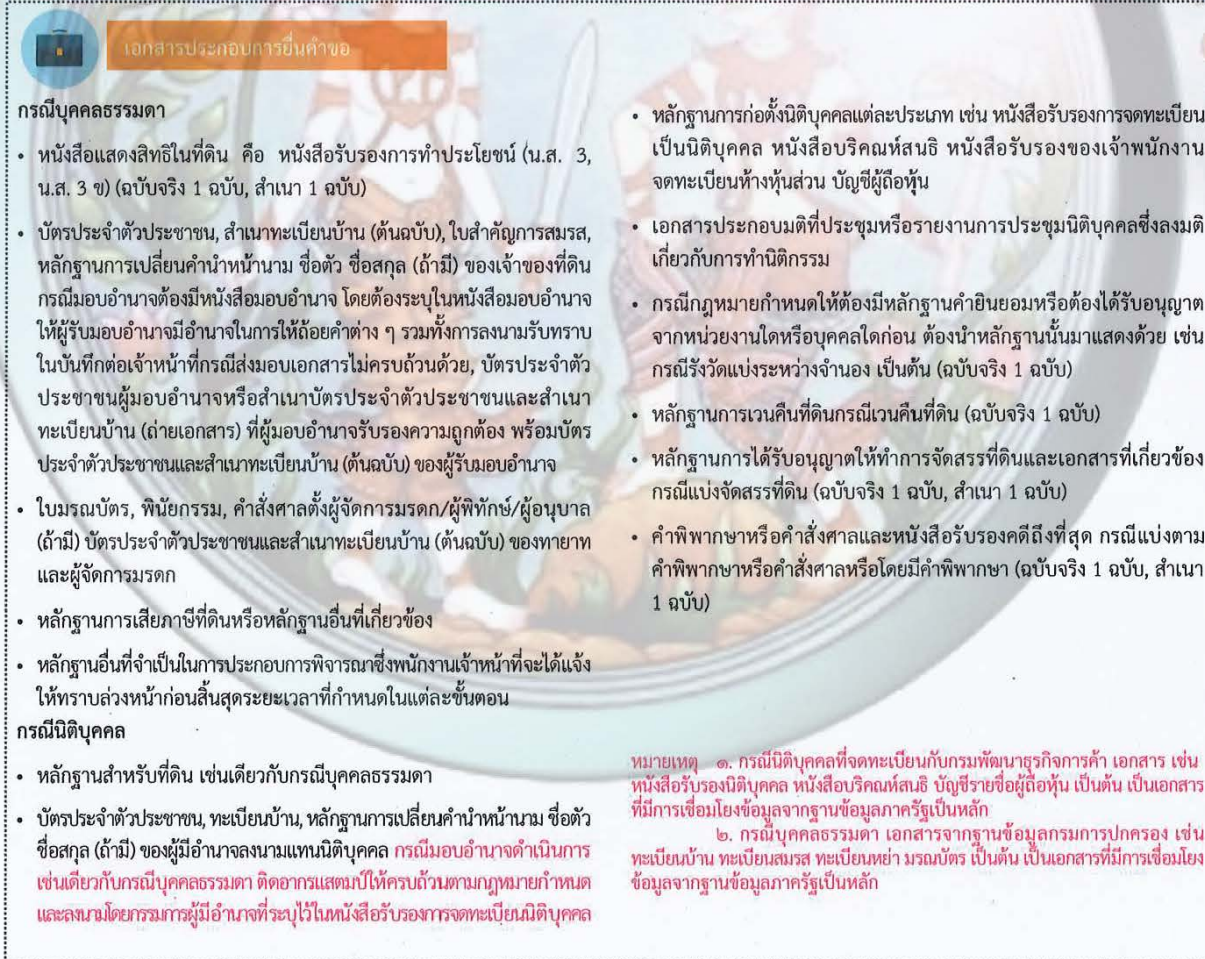 เอกสารประกอบการยื่นคำขอ
กรณีบุคคลธรรมดา
• หนังสือแสดงสิทธิในที่ดิน คือ หนังสือรับรองการทำประโยชน์ (น.ส. 3,
น.ส. 3 ข) (ฉบับจริง 1 ฉบับ, สำเนา 1 ฉบับ)
• บัตรประจำตัวประชาชน, สำเนาทะเบียนบ้าน (ต้นฉบับ), ใบสำคัญการสมรส,
หลักฐานการเปลี่ยนคำนำหน้านาม ชื่อตัว ชื่อสกุล (ถ้ามี) ของเจ้าของที่ดิน
กรณีมอบอำนาจต้องมีหนังสือมอบอำนาจ โดยต้องระบุในหนังสือมอบอำนาจ
ให้ผู้รับมอบอำนาจมีอำนาจในการให้ถ้อยคำต่าง ๆ รวมทั้งการลงนามรับทราบ
ในบันทึกต่อเจ้าหน้าที่กรณีส่งมอบเอกสารไม่ครบถ้วนด้วย, บัตรประจำตัว
ประชาชนผู้มอบอำนาจหรือสำเนาบัตรประจำตัวประชาชนและสำเนา
ทะเบียนบ้าน (ถ่ายเอกสาร) ที่ผู้มอบอำนาจรับรองความถูกต้อง พร้อมบัตร
ประจำตัวประชาชนและสำเนาทะเบียนบ้าน (ต้นฉบับ) ของผู้รับมอบอำนาจ
• ใบมรณบัตร, พินัยกรรม, คำสั่งศาลตั้งผู้จัดการมรดก/ผู้พิทักษ์/ผู้อนุบาล
(ถ้ามี) บัตรประจำตัวประชาชนและสำเนาทะเบียนบ้าน (ต้นฉบับ) ของทายาท
และผู้จัดการมรดก
• หลักฐานการเสียภาษีที่ดินหรือหลักฐานอื่นที่เกี่ยวข้อง
• หลักฐานอื่นที่จำเป็นในการประกอบการพิจารณาซึ่งพนักงานเจ้าหน้าที่จะได้แจ้ง
ให้ทราบล่วงหน้าก่อนสิ้นสุดระยะเวลาที่กำหนดในแต่ละขั้นตอน
กรณีนิติบุคคล
• หลักฐานสำหรับที่ดิน เช่นเดียวกับกรณีบุคคลธรรมดา
• บัตรประจำตัวประชาชน, ทะเบียนบ้าน, หลักฐานการเปลี่ยนคำนำหน้านาม ชื่อตัว
ชื่อสกุล (ถ้ามี) ของผู้มีอำนาจลงนามแทนนิติบุคคล กรณีมอบอำนาจดำเนินการ
เช่นเดียวกับกรณีบุคคลธรรมดา ติดอากรแสตมป์ให้ครบถ้วนตามกฎหมายกำหนด
และลงนามโดยกรรมการผู้มีอำนาจที่ระบุไว้ในหนังสือรับรองการจดทะเบียนนิติบุคคล
• หลักฐานการก่อตั้งนิติบุคคลแต่ละประเภท เช่น หนังสือรับรองการจดทะเบียน
เป็นนิติบุคคล หนังสือบริคณห์สนธิ หนังสือรับรองของเจ้าพนักงาน
จดทะเบียนห้างหุ้นส่วน บัญชีผู้ถือหุ้น
• เอกสารประกอบมติที่ประชุมหรือรายงานการประชุมนิติบุคคลซึ่งลงมติ
เกี่ยวกับการทำนิติกรรม
• กรณีกฎหมายกำหนดให้ต้องมีหลักฐานคำยินยอมหรือต้องได้รับอนุญาต
จากหน่วยงานใดหรือบุคคลใดก่อน ต้องนำหลักฐานนั้นมาแสดงด้วย เช่น
กรณีรังวัดแบ่งระหว่างจำนอง เป็นต้น (ฉบับจริง 1 ฉบับ)
• หลักฐานการเวนคืนที่ดินกรณีเวนคืนที่ดิน (ฉบับจริง 1 ฉบับ)
• หลักฐานการได้รับอนุญาตให้ทำการจัดสรรที่ดินและเอกสารที่เกี่ยวข้อง
กรณีแบ่งจัดสรรที่ดิน (ฉบับจริง 1 ฉบับ, สำเนา 1 ฉบับ)
• คำพิพากษาหรือคำสั่งศาลและหนังสือรับรองคดีถึงที่สุด กรณีแบ่งตาม
คำพิพากษาหรือคำสั่งศาลหรือโดยมีคำพิพากษา (ฉบับจริง 1 ฉบับ, สำเนา
1 ฉบับ)
หมายเหตุ ๑. กรณีนิติบุคคลที่จดทะเบียนกับกรมพัฒนาธุรกิจการค้า เอกสาร เช่น
หนังสือรับรองนิติบุคคล หนังสือบริคณห์สนธิ บัญชีรายชื่อผู้ถือหุ้น เป็นต้น เป็นเอกสาร
ที่มีการเชื่อมโยงข้อมูลจากฐานข้อมูลภาครัฐเป็นหลัก
๒. กรณีบุคคลธรรมดา เอกสารจากฐานข้อมูลกรมการปกครอง เช่น
ทะเบียนบ้าน ทะเบียนสมรส ทะเบียนหย่า มรณบัตร เป็นต้น เป็นเอกสารที่มีการเชื่อมโยง
ข้อมูลจากฐานข้อมูลภาครัฐเป็นหลัก